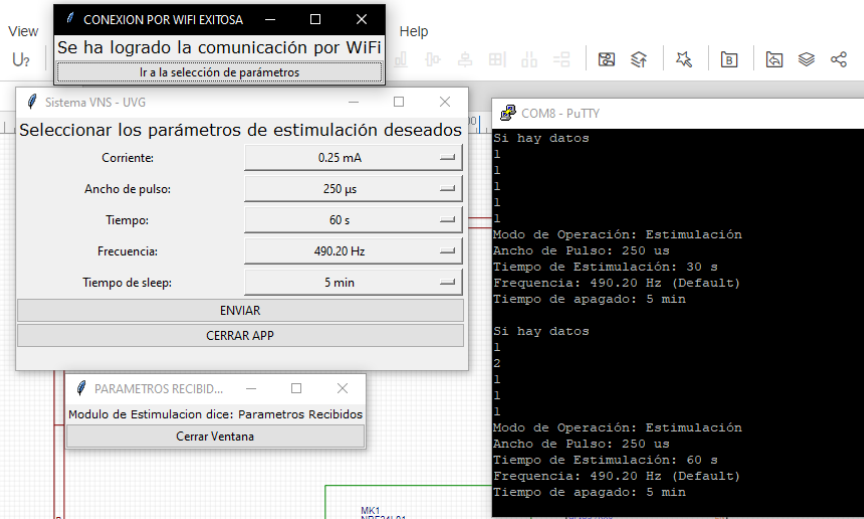 View
Help
CONEXION POR WIFI EXITOSA
Se ha logrado la comunicación por WiFi
Ir a la selección de parámetros
U?
B
Sistema VNS - UVG
Seleccionar los parámetros de estimulación deseados
Corriente: 0.25 mA
Ancho de pulso: 250 µs
Tiempo: 60 s
Frecuencia: 490.20 Hz
Tiempo de sleep: 5 min
ENVIAR
CERRAR APP
PARAMETROS RECIBID...
Modulo de Estimulacion dice: Parametros Recibidos
Cerrar Ventana
COM8 - PuTTY
Si hay datos
1
1
1
1
1
Modo de Operación: Estimulación
Ancho de Pulso: 250 us
Tiempo de Estimulación: 30 s
Frequencia: 490.20 Hz (Default)
Tiempo de apagado: 5 min
Si hay datos
1
2
1
1
1
Modo de Operación: Estimulación
Ancho de Pulso: 250 us
Tiempo de Estimulación: 60 s
Frequencia: 490.20 Hz (Default)
Tiempo de apagado: 5 min
MK1